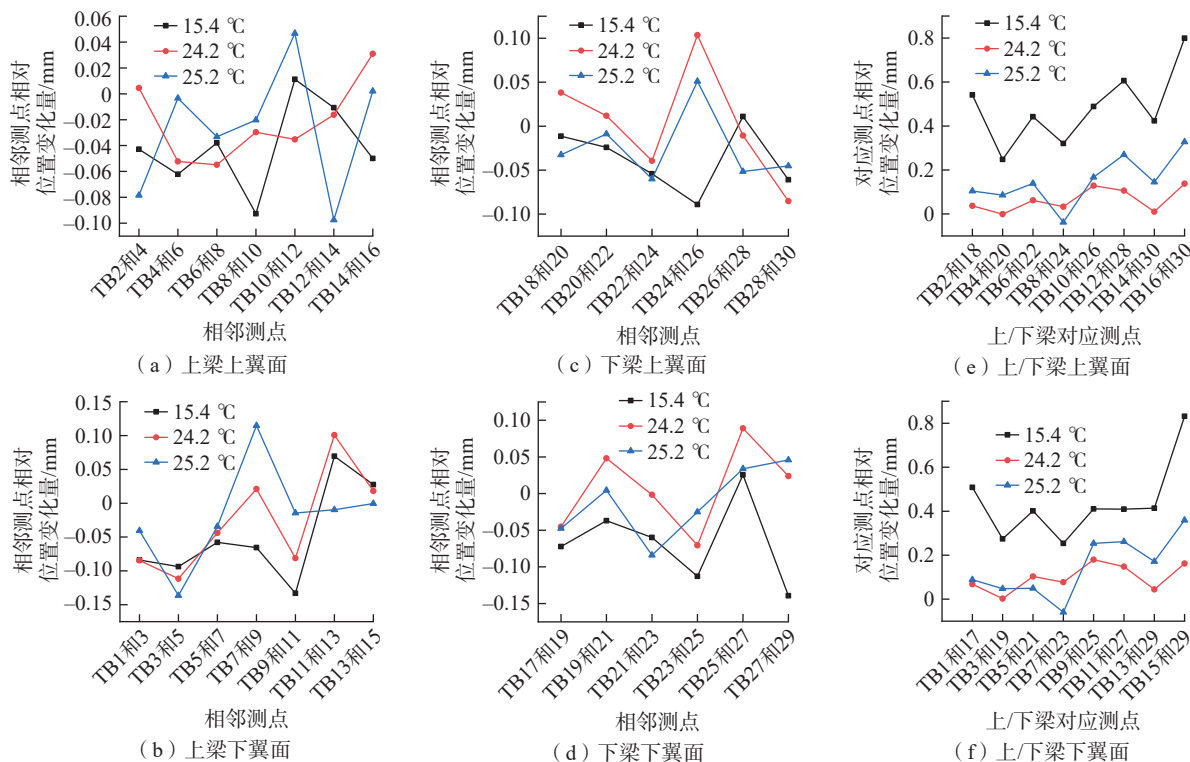 0.06
0.04
0.02
0
−0.02
−0.04
−0.06
−0.08
−0.10
相邻测点相对
位置变化量/mm
15.4 ℃
24.2 ℃
25.2 ℃
TB2和4
TB4和6
TB6和8
TB8和10
TB10和12
TB12和14
TB14和16
相邻测点
（a）上梁上翼面
0.10
0.05
0
−0.05
−0.10
相邻测点相对
位置变化量/mm
15.4 ℃
24.2 ℃
25.2 ℃
TB18和20
TB20和22
TB22和24
TB24和26
TB26和28
TB28和30
相邻测点
（c）下梁上翼面
0.8
0.6
0.4
0.2
0
对应测点相对
位置变化量/mm
15.4 ℃
24.2 ℃
25.2 ℃
TB2和18
TB4和20
TB6和22
TB8和24
TB10和26
TB12和28
TB14和30
TB16和30
上/下梁对应测点
（e）上/下梁上翼面
0.15
0.10
0.05
0
−0.05
−0.10
−0.15
相邻测点相对
位置变化量/mm
15.4 ℃
24.2 ℃
25.2 ℃
TB1和3
TB3和5
TB5和7
TB7和9
TB9和11
TB11和13
TB13和15
相邻测点
（b）上梁下翼面
0.10
0.05
0
−0.05
−0.10
−0.15
相邻测点相对
位置变化量/mm
15.4 ℃
24.2 ℃
25.2 ℃
TB17和19
TB19和21
TB21和23
TB23和25
TB25和27
TB27和29
相邻测点
（d）下梁下翼面
0.8
0.6
0.4
0.2
0
对应测点相对
位置变化量/mm
15.4 ℃
24.2 ℃
25.2 ℃
TB1和17
TB3和19
TB5和21
TB7和23
TB9和25
TB11和27
TB13和29
TB15和29
上/下梁对应测点
（f）上/下梁下翼面